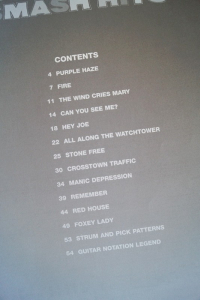 SMASH HITS
CONTENTS
4 PURPLE HAZE
7 FIRE
11 THE WIND CRIES MARY
14 CAN YOU SEE ME?
18 HEY JOE
22 ALL ALONG THE WATCHTOWER
25 STONE FREE
30 CROSSTOWN TRAFFIC
34 MANIC DEPRESSION
39 REMEMBER
44 RED HOUSE
49 FOXEY LADY
53 STRUM AND PICK PATTERNS
54 GUITAR NOTATION LEGEND